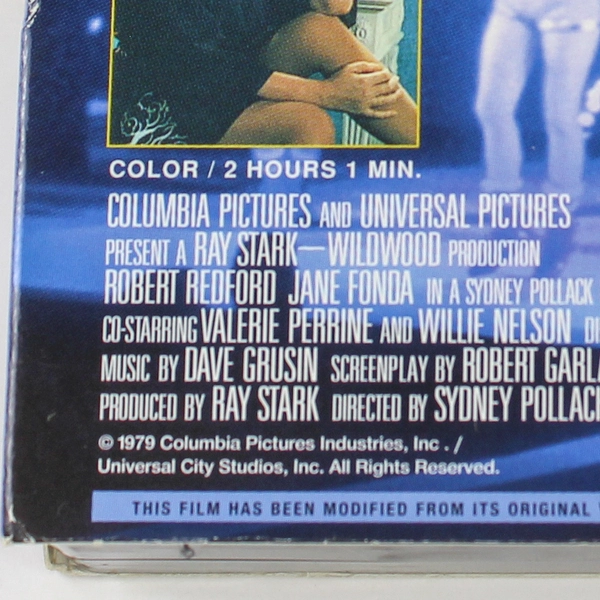 COLOR / 2 HOURS 1 MIN.
COLUMBIA PICTURES AND UNIVERSAL PICTURES
PRESENT A RAY STARK—WILDWOOD PRODUCTION
ROBERT REDFORD JANE FONDA IN A SYDNEY POLLACK
CO-STARRING VALERIE PERRINE AND WILLIE NELSON
MUSIC BY DAVE GRUSIN SCREENPLAY BY ROBERT
PRODUCED BY RAY STARK DIRECTED BY SYDNEY
© 1979 Columbia Pictures Industries, Inc . /
Universal City Studios, Inc. All Rights Reserved.
THIS FILM HAS BEEN MODIFIED FROM ITS ORIGINAL